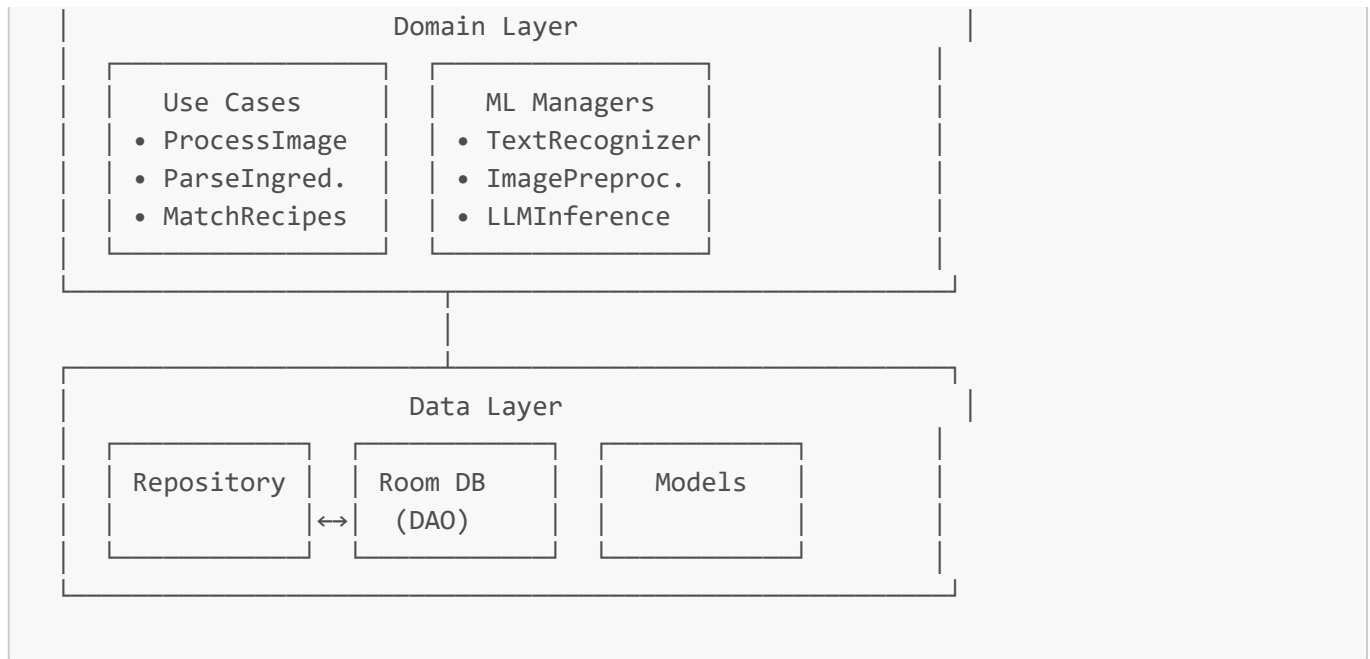 Domain Layer
Use Cases ML Managers
• ProcessImage • TextRecognizer
• ParseIngred. • ImagePreproc.
• MatchRecipes • LLMInference
Data Layer
Repository Room DB Models
↔ (DAO)